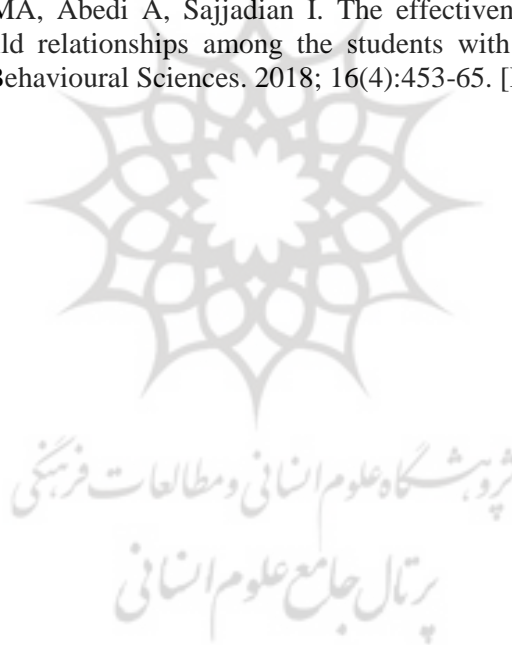 MA, Abedi A, Sajjadian I. The effectiven
ld relationships among the students with
Behavioural Sciences. 2018; 16(4):453-65. [
پژوهشگاه علوم انسانی و مطالعات فرهنگی
پرتال جامع علوم انسانی